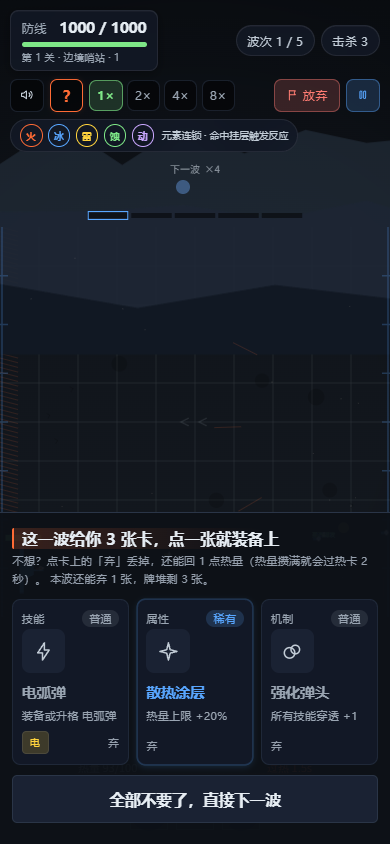 防线 1000 / 1000
第 1 关 · 边境哨站 · 1
波次 1 / 5
击杀 3
? 1× 2× 4× 8× 放弃
火 冰 雷 蚀 动 元素连锁 · 命中挂层触发反应
下一波 ×4
这一波给你 3 张卡，点一张就装备上
不想？点卡上的「弃」丢掉，还能回 1 点热量（热量攒满就会过热卡 2
秒）。 本波还能弃 1 张，牌堆剩 3 张。
技能 普通
电弧弹
装备或升格 电弧弹
电 弃
属性 稀有
散热涂层
热量上限 +20%
弃
机制 普通
强化弹头
所有技能穿透 +1
弃
全部不要了，直接下一波